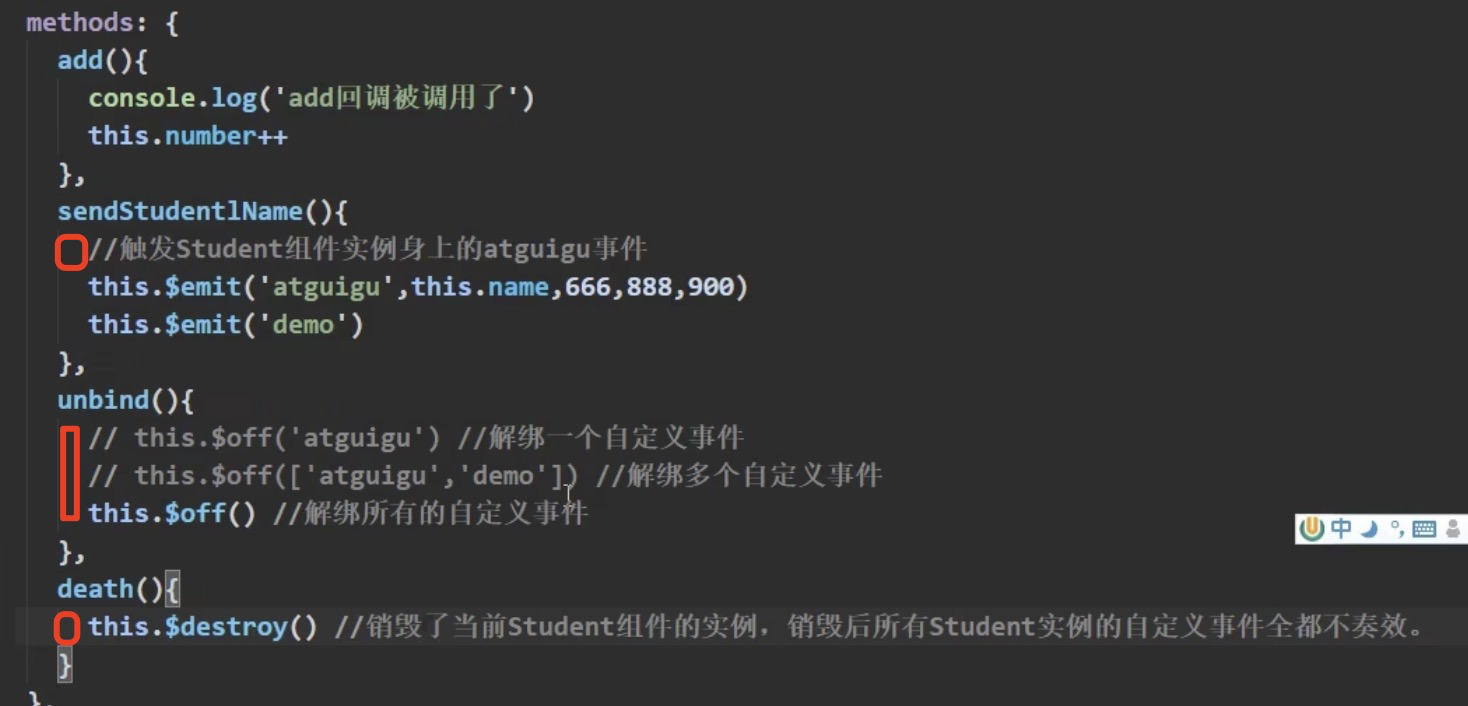 methods: {
add(){
console.log('add回调被调用了')
this.number++
},
sendStudentlName(){
//触发Student组件实例身上的atguigu事件
this.$emit('atguigu',this.name,666,888,900)
this.$emit('demo')
},
unbind(){
// this.$off('atguigu') //解绑一个自定义事件
// this.$off(['atguigu','demo']) //解绑多个自定义事件
this.$off() //解绑所有的自定义事件
中
},
death(){
this.$destroy() //销毁了当前Student组件的实例，销毁后所有Student实例的自定义事件全都不奏效。
}
},